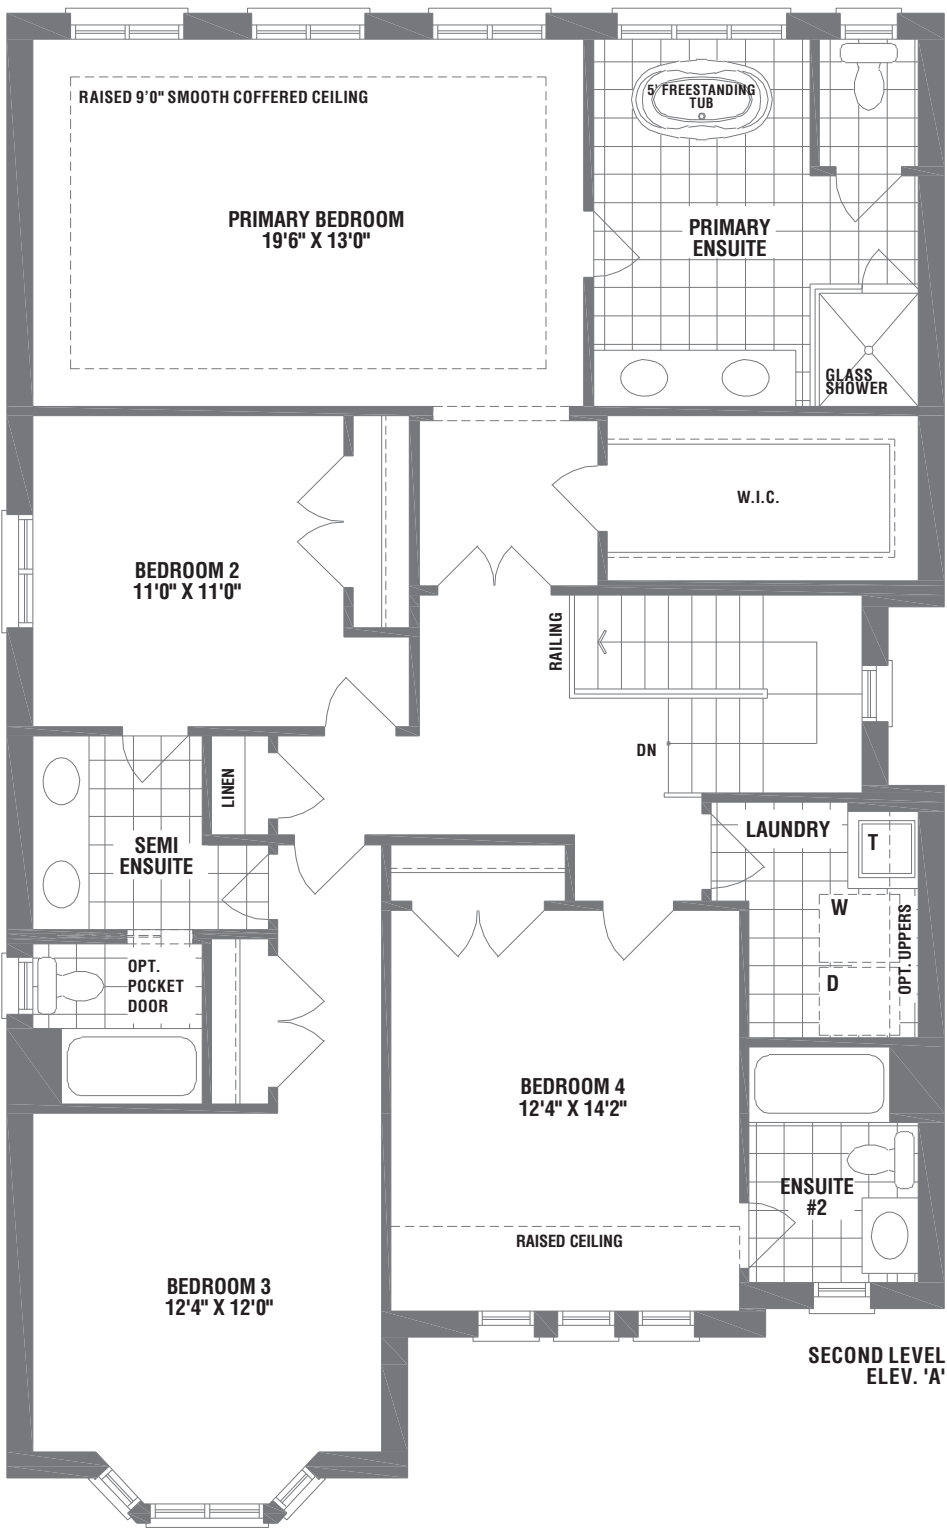 RAISED 9'0" SMOOTH COFFERED CEILING
5' FREESTANDING
TUB
PRIMARY BEDROOM
19'6" X 13'0"
PRIMARY
ENSUITE
GLASS
SHOWER
W.I.C.
BEDROOM 2
11'0" X 11'0"
RAILING
DN
LINEN
SEMI
ENSUITE
LAUNDRY
T
W
D
OPT. UPPERS
OPT.
POCKET
DOOR
BEDROOM 4
12'4" X 14'2"
ENSUITE
#2
RAISED CEILING
BEDROOM 3
12'4" X 12'0"
SECOND LEVEL
ELEV. 'A'